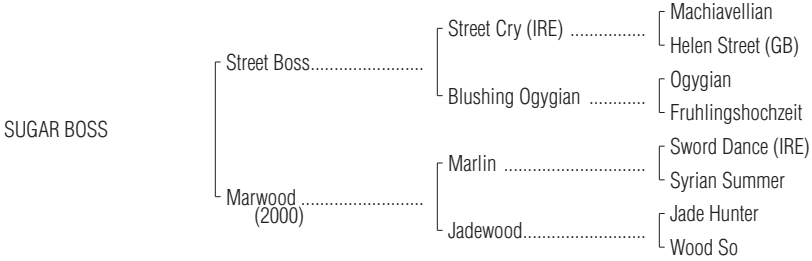 Machiavellian
Street Cry (IRE) ................
Helen Street (GB)
Street Boss........................
Ogygian
Blushing Ogygian ............
Fruhlingshochzeit
SUGAR BOSS
Sword Dance (IRE)
Marlin ..............................
Syrian Summer
Marwood ..........................
(2000)
Jade Hunter
Jadewood..........................
Wood So